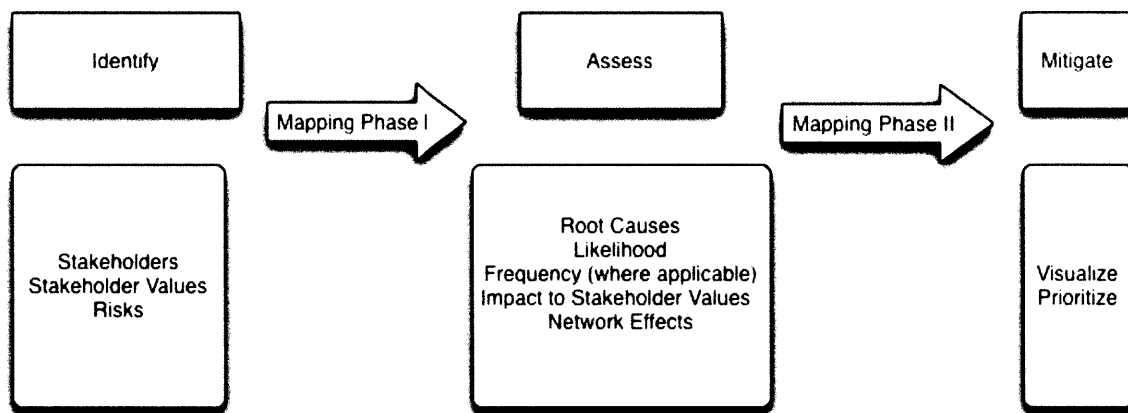 Identify
Assess
Mitigate
Mapping Phase I
Mapping Phase II
Stakeholders
Stakeholder Values
Risks
Root Causes
Likelihood
Frequency (where applicable)
Impact to Stakeholder Values
Network Effects
Visualize
Prioritize